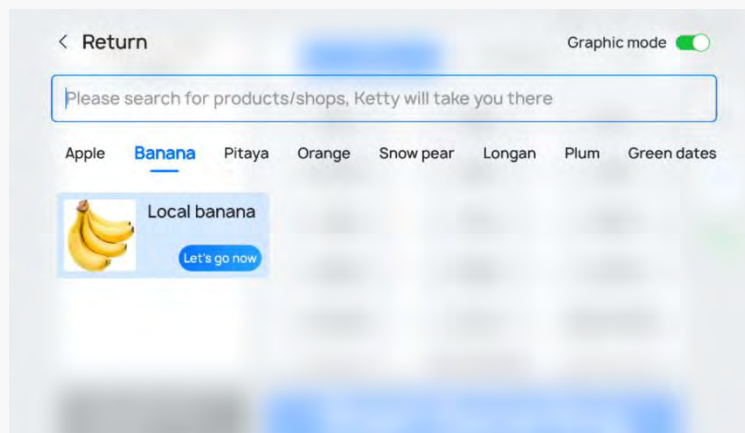 < Return
Graphic mode
Please search for products/shops, Ketty will take you there
Apple Banana Pitaya Orange Snow pear Longan Plum Green dates
Local banana
Let's go now